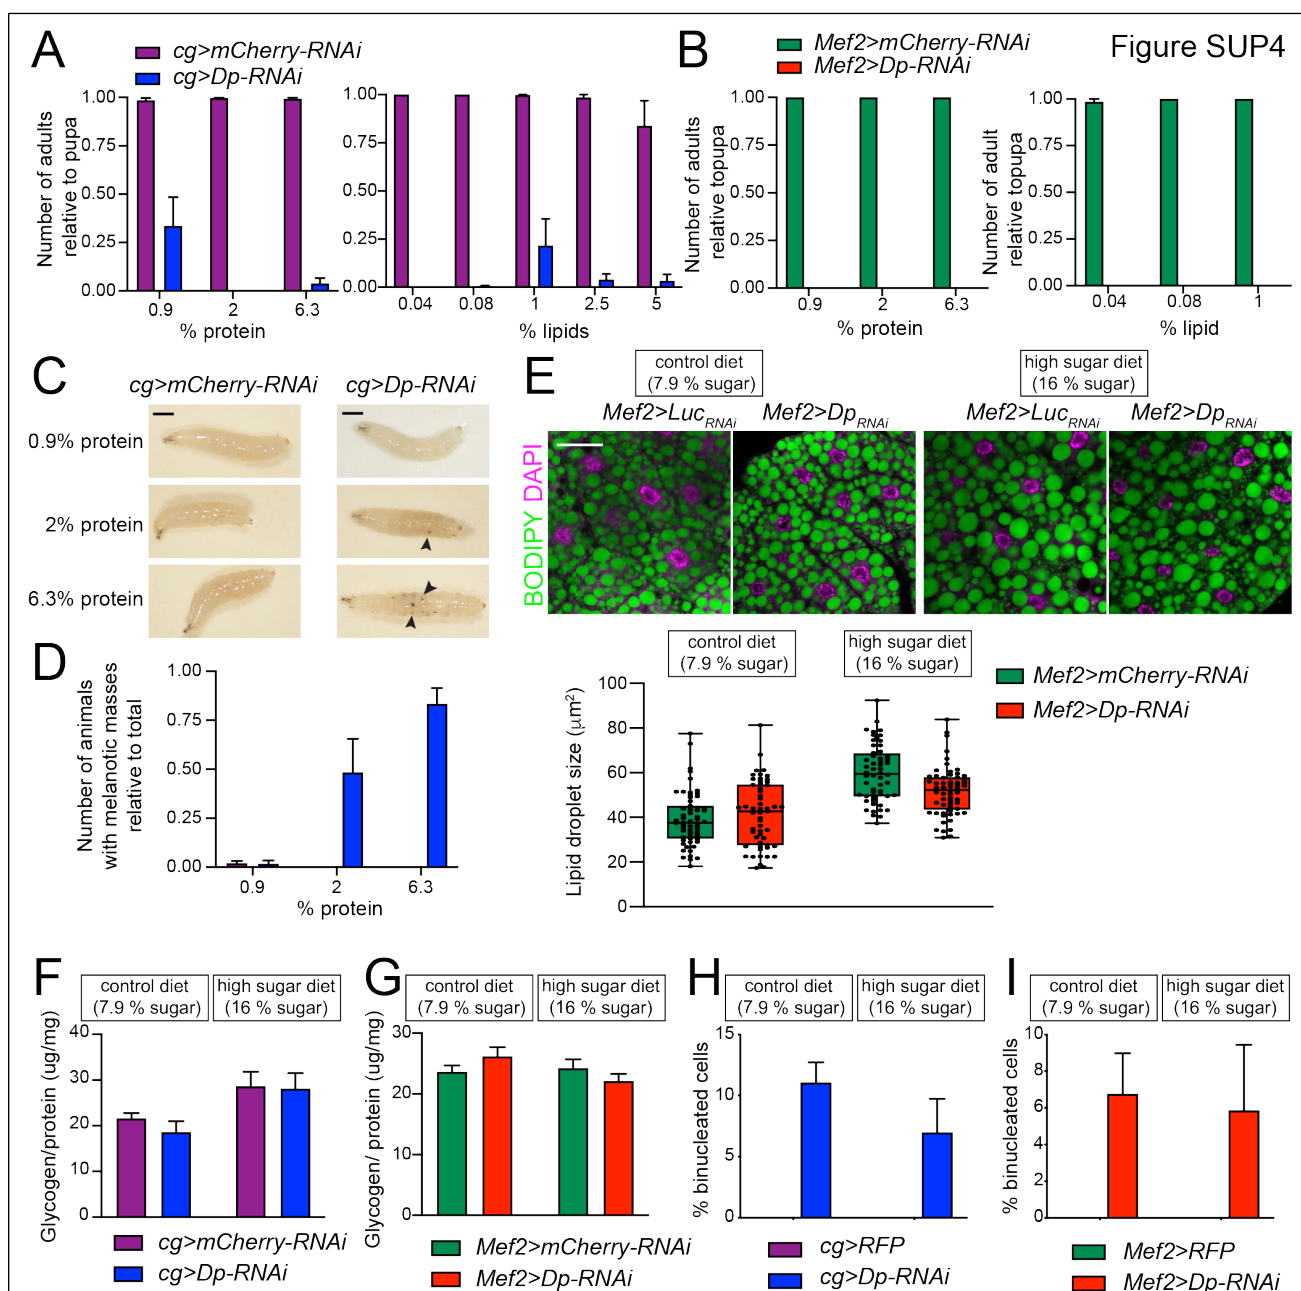 Figure SUP4
A
cg>mCherry-RNAi
cg>Dp-RNAi
Number of adults
relative to pupa
1.00
0.75
0.50
0.25
0.00
0.9
2
6.3
% protein
1.00
0.75
0.50
0.25
0.00
0.04
0.08
1
2.5
5
% lipids
B
Mef2>mCherry-RNAi
Mef2>Dp-RNAi
Number of adults
relative topupa
1.00
0.75
0.50
0.25
0.00
0.9
2
6.3
% protein
Number of adult
relative topupa
1.00
0.75
0.50
0.25
0.00
0.04
0.08
1
% lipid
C
cg>mCherry-RNAi
cg>Dp-RNAi
0.9% protein
2% protein
6.3% protein
D
Number of animals
with melanotic masses
relative to total
1.00
0.75
0.50
0.25
0.00
0.9
2
6.3
% protein
E
control diet
(7.9 % sugar)
high sugar diet
(16 % sugar)
Mef2>LucRNAi
Mef2>DpRNAi
Mef2>LucRNAi
Mef2>DpRNAi
BODIPY DAPI
control diet
(7.9 % sugar)
high sugar diet
(16 % sugar)
Mef2>mCherry-RNAi
Mef2>Dp-RNAi
Lipid droplet size (µm2)
100
80
60
40
20
0
F
control diet
(7.9 % sugar)
high sugar diet
(16 % sugar)
Glycogen/protein (ug/mg)
40
30
20
10
0
cg>mCherry-RNAi
cg>Dp-RNAi
G
control diet
(7.9 % sugar)
high sugar diet
(16 % sugar)
Glycogen/ protein (ug/mg)
30
20
10
0
Mef2>mCherry-RNAi
Mef2>Dp-RNAi
H
control diet
(7.9 % sugar)
high sugar diet
(16 % sugar)
% binucleated cells
15
10
5
0
cg>RFP
cg>Dp-RNAi
I
control diet
(7.9 % sugar)
high sugar diet
(16 % sugar)
% binucleated cells
10
8
6
4
2
0
Mef2>RFP
Mef2>Dp-RNAi